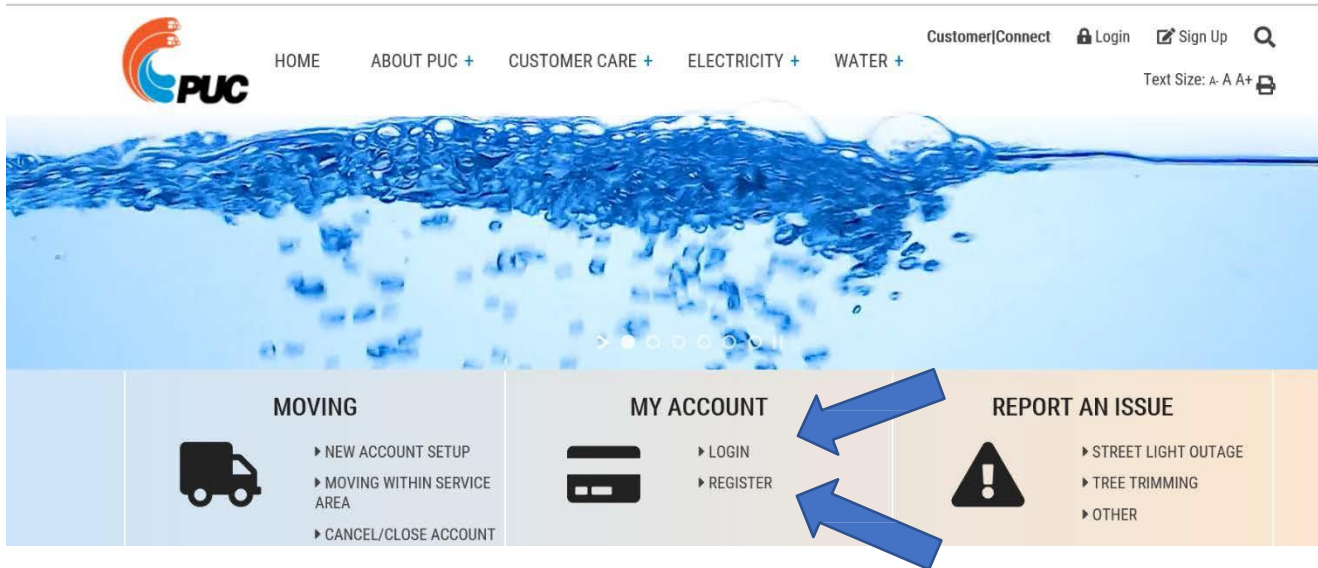 Customer|Connect Login Sign Up
PUC
HOME ABOUT PUC + CUSTOMER CARE + ELECTRICITY + WATER +
Text Size: A- A A+
MOVING
NEW ACCOUNT SETUP
MOVING WITHIN SERVICE
AREA
CANCEL/CLOSE ACCOUNT
MY ACCOUNT
LOGIN
REGISTER
REPORT AN ISSUE
STREET LIGHT OUTAGE
TREE TRIMMING
OTHER